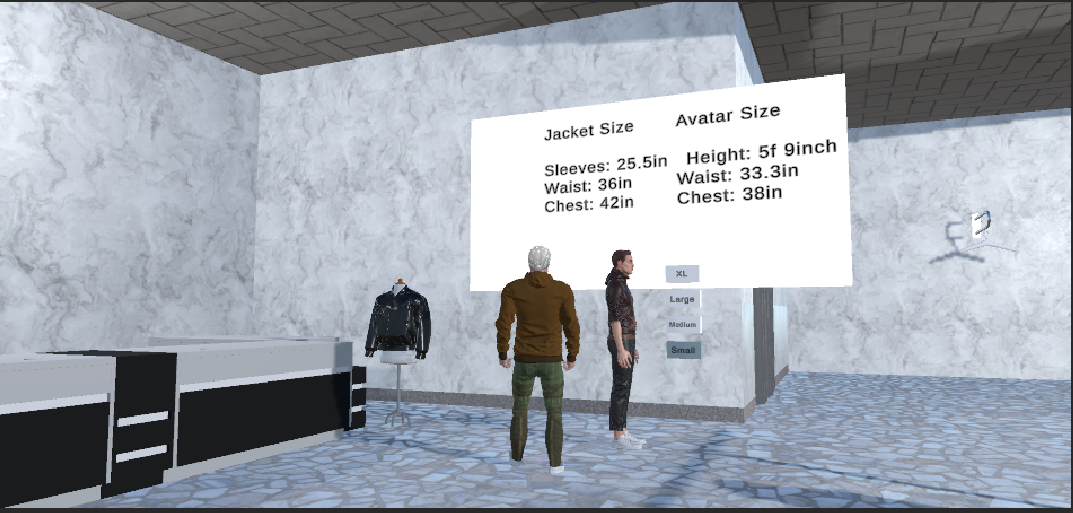 Jacket Size
Sleeves: 25.5in
Waist: 36in
Chest: 42in
Avatar Size
Height: 5f 9inch
Waist: 33.3in
Chest: 38in
XL
Large
Medium
Small